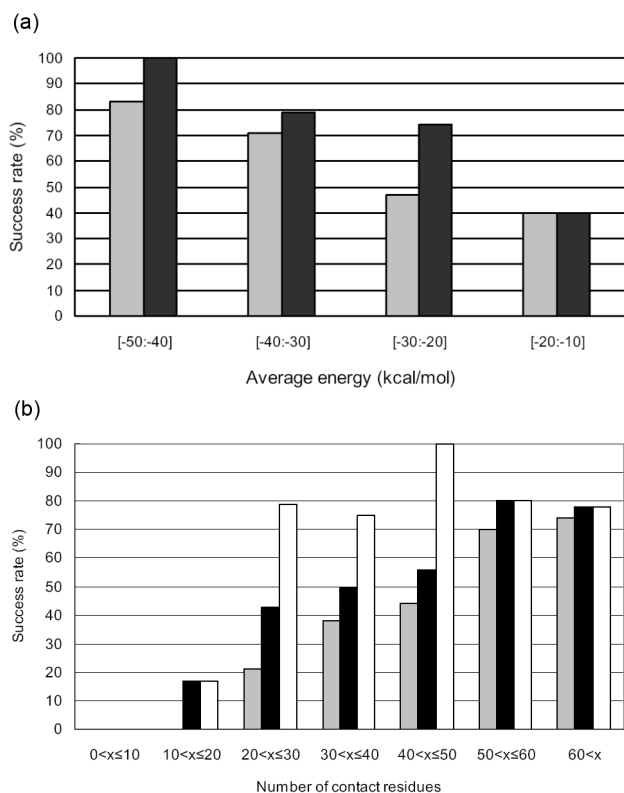 (a)
100
90
80
70
60
50
40
30
20
10
0
Success rate (%)
[-50:-40] [-40:-30] [-30:-20] [-20:-10]
Average energy (kcal/mol)
(b)
100
90
80
70
60
50
40
30
20
10
0
Success rate (%)
0<x≤10 10<x≤20 20<x≤30 30<x≤40 40<x≤50 50<x≤60 60<x
Number of contact residues